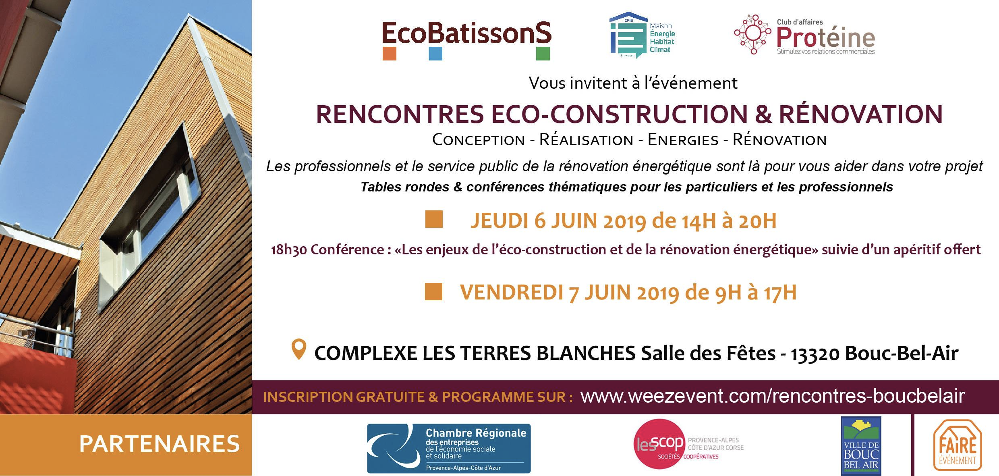 EcoBatissonS
CPIE
Maison
Énergie
Habitat
Climat
Provence
Club d'affaires
Protéine
Stimulez vos relations commerciales
Vous invitent à l'événement
RENCONTRES ECO-CONSTRUCTION & RÉNOVATION
CONCEPTION - RÉALISATION - ENERGIES - RÉNOVATION
Les professionnels et le service public de la rénovation énergétique sont là pour vous aider dans votre projet
Tables rondes & conférences thématiques pour les particuliers et les professionnels
JEUDI 6 JUIN 2019 de 14H à 20H
18h30 Conférence : «Les enjeux de l'éco-construction et de la rénovation énergétique» suivie d'un apéritif offert
VENDREDI 7 JUIN 2019 de 9H à 17H
COMPLEXE LES TERRES BLANCHES Salle des Fêtes - 13320 Bouc-Bel-Air
INSCRIPTION GRATUITE & PROGRAMME SUR : www.weezevent.com/rencontres-boucbelair
PARTENAIRES
Chambre Régionale
des entreprises
de l'économie sociale
et solidaire
Provence-Alpes-Côte d'Azur
lesscop
PROVENCE-ALPES
CÔTE D'AZUR CORSE
SOCIÉTÉS COOPÉRATIVES
VILLE DE
BOUC
BEL AIR
FAiRE
ÉVÉNEMENT